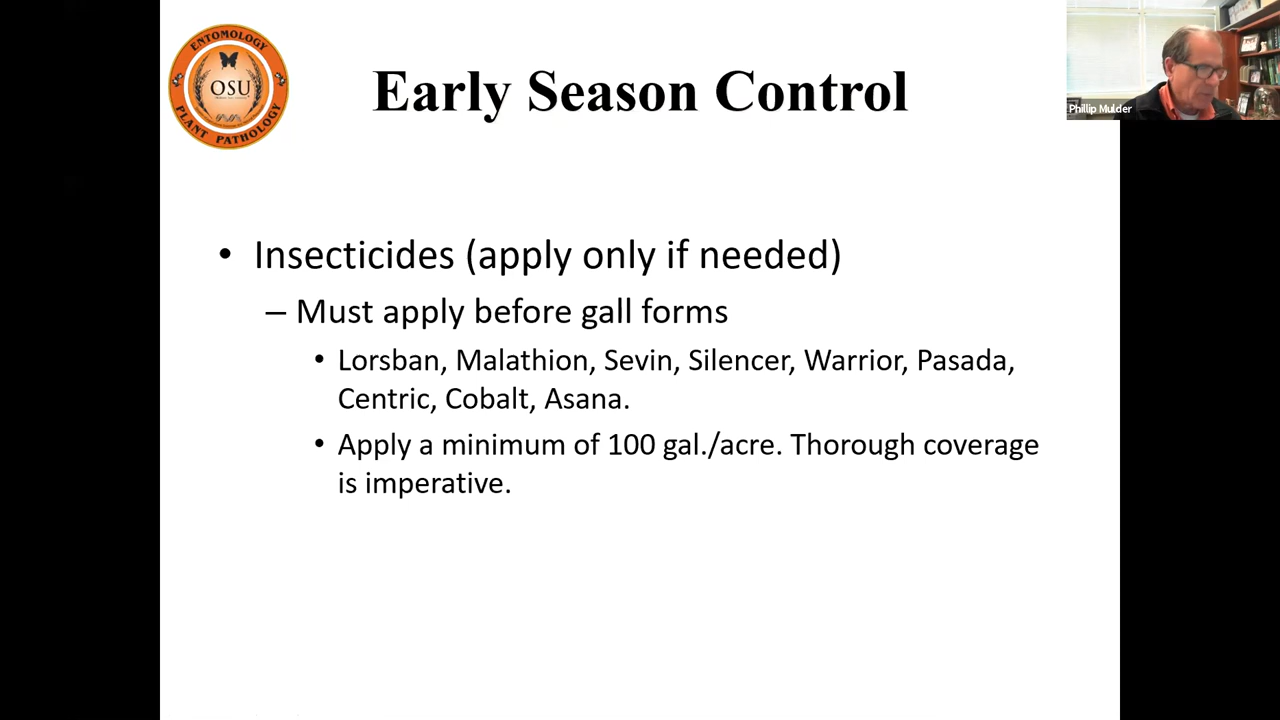 ENTOMOLOGY
OSU
PLANT PATHOLOGY
Early Season Control
Phillip Mulder
• Insecticides (apply only if needed)
– Must apply before gall forms
• Lorsban, Malathion, Sevin, Silencer, Warrior, Pasada,
Centric, Cobalt, Asana.
• Apply a minimum of 100 gal./acre. Thorough coverage
is imperative.